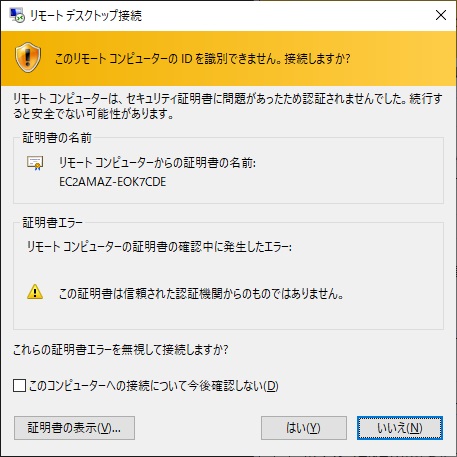 リモート デスクトップ接続
このリモート コンピューターの ID を識別できません。接続しますか?
リモート コンピューターは、セキュリティ証明書に問題があったため認証されませんでした。続行す
ると安全でない可能性があります。
証明書の名前
リモート コンピューターからの証明書の名前:
EC2AMAZ-EOK7CDE
証明書エラー
リモート コンピューターの証明書の確認中に発生したエラー:
この証明書は信頼された認証機関からのものではありません。
これらの証明書エラーを無視して接続しますか?
このコンピューターへの接続について今後確認しない(D)
証明書の表示(V)... はい(Y) いいえ(N)